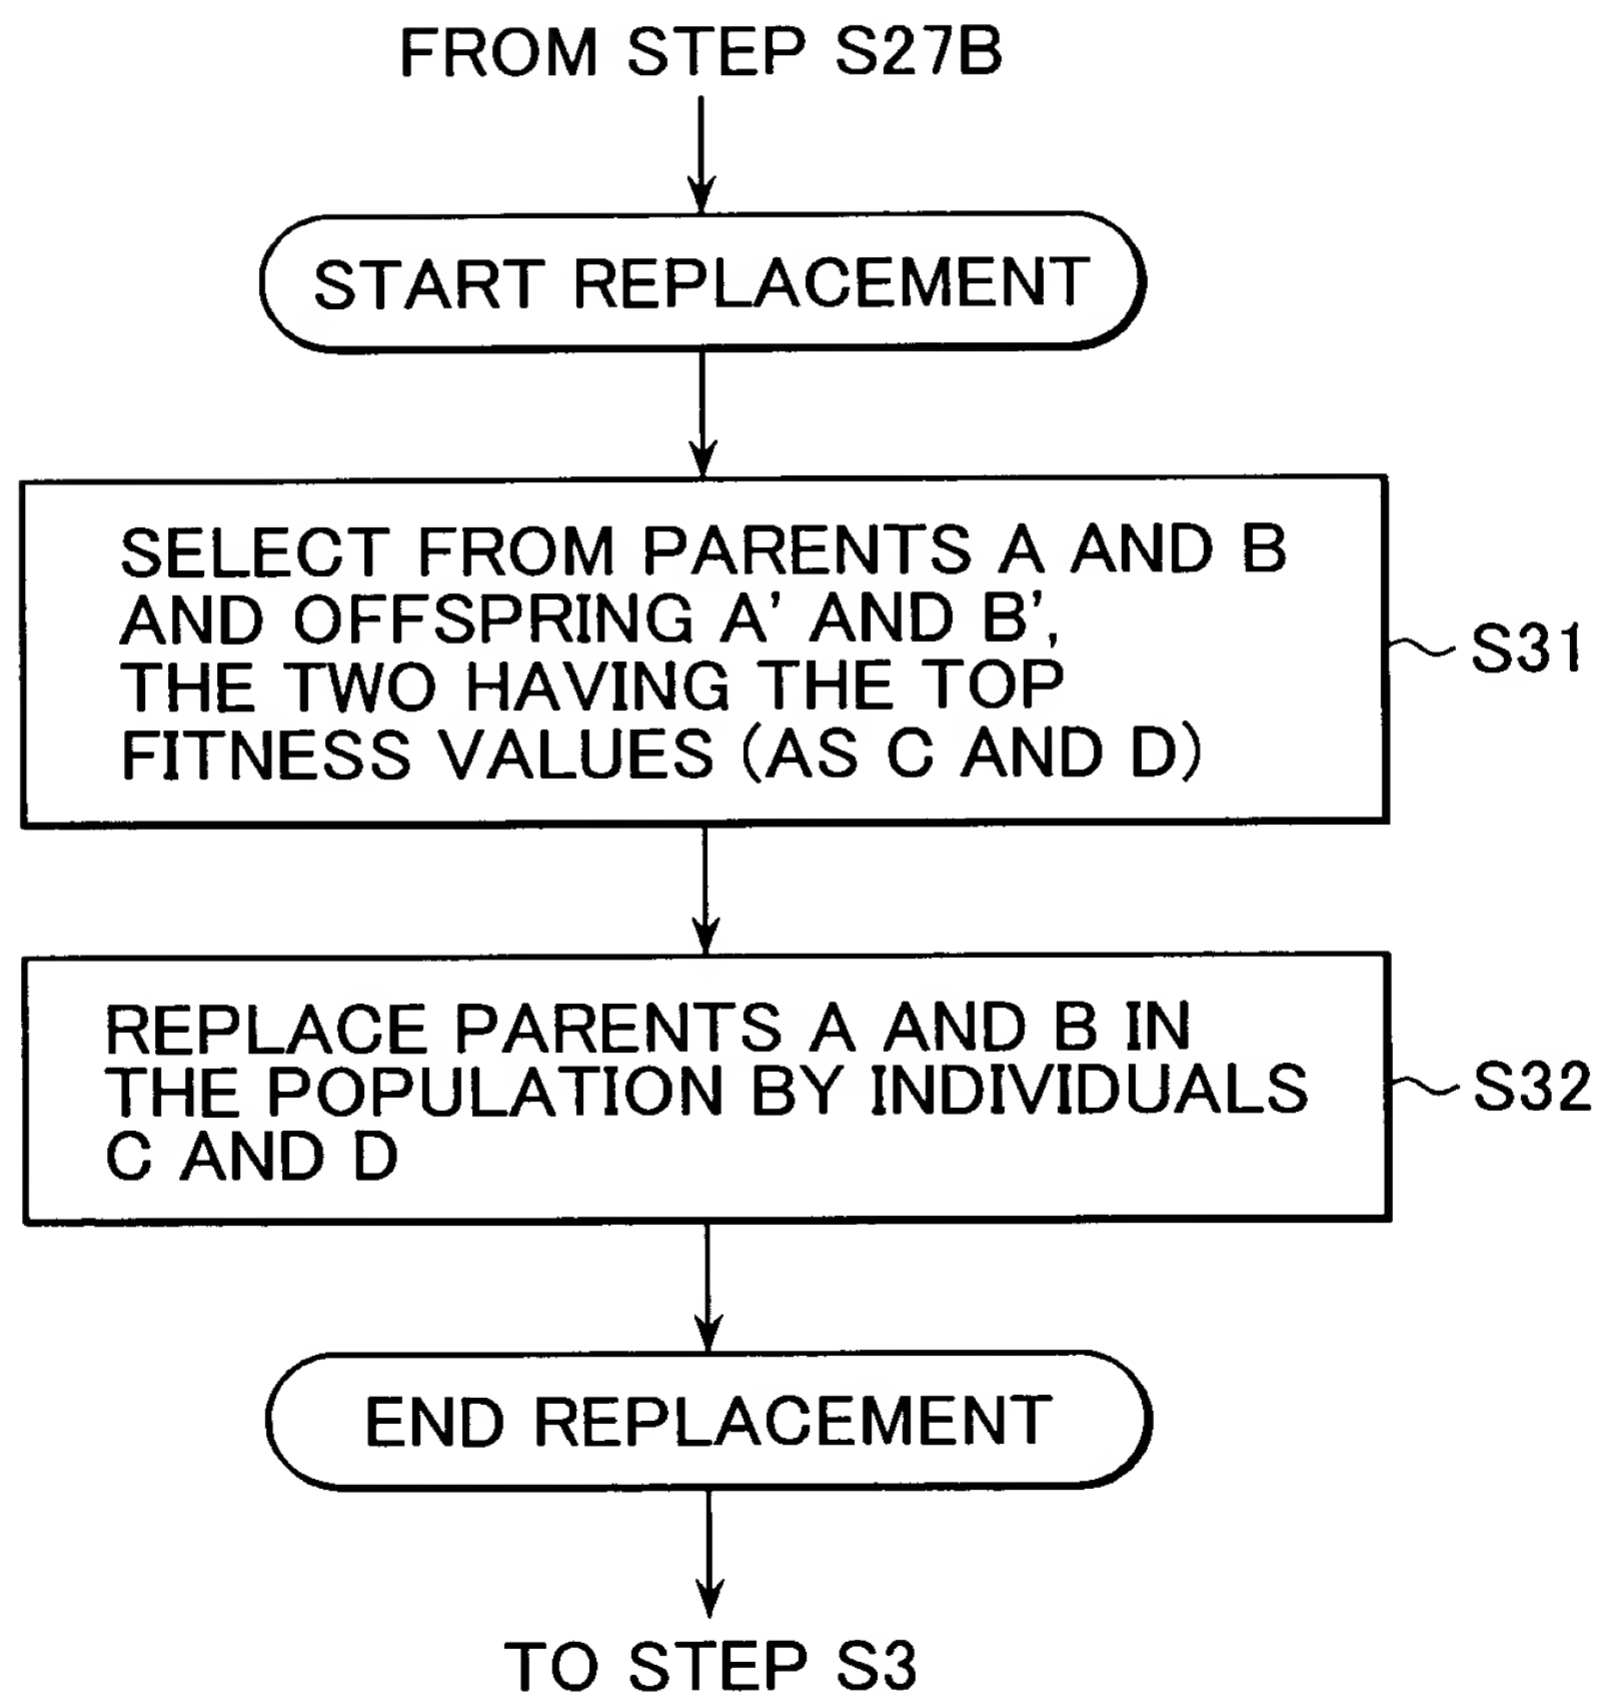 FROM STEP S27B
START REPLACEMENT
SELECT FROM PARENTS A AND B
AND OFFSPRING A' AND B',
THE TWO HAVING THE TOP
FITNESS VALUES (AS C AND D)
S31
REPLACE PARENTS A AND B IN
THE POPULATION BY INDIVIDUALS
C AND D
S32
END REPLACEMENT
TO STEP S3